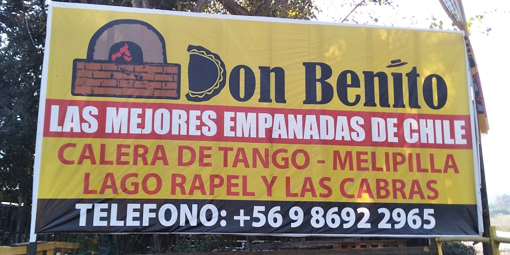 Don Benito
LAS MEJORES EMPANADAS DE CHILE
CALERA DE TANGO - MELIPILLA
LAGO RAPEL Y LAS CABRAS
TELEFONO: +56 9 8692 2965